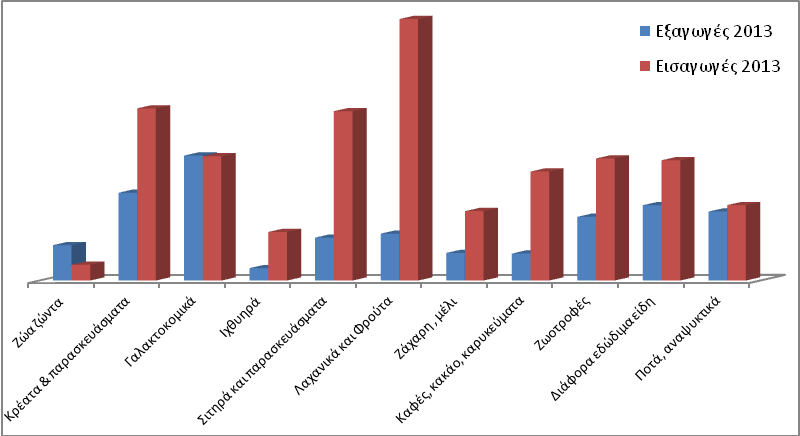 Εξαγωγές 2013
Εισαγωγές 2013
Ζώα ζώντα
Κρέατα & παρασκευάσματα
Γαλακτοκομικά
Ιχθυηρά
Σιτηρά και παρασκευάσματα
Λαχανικά και Φρούτα
Ζάχαρη , μέλι
Καφές, κακάο, καρυκεύματα
Ζωοτροφές
Διάφορα εδώδιμα είδη
Ποτά, αναψυκτικά